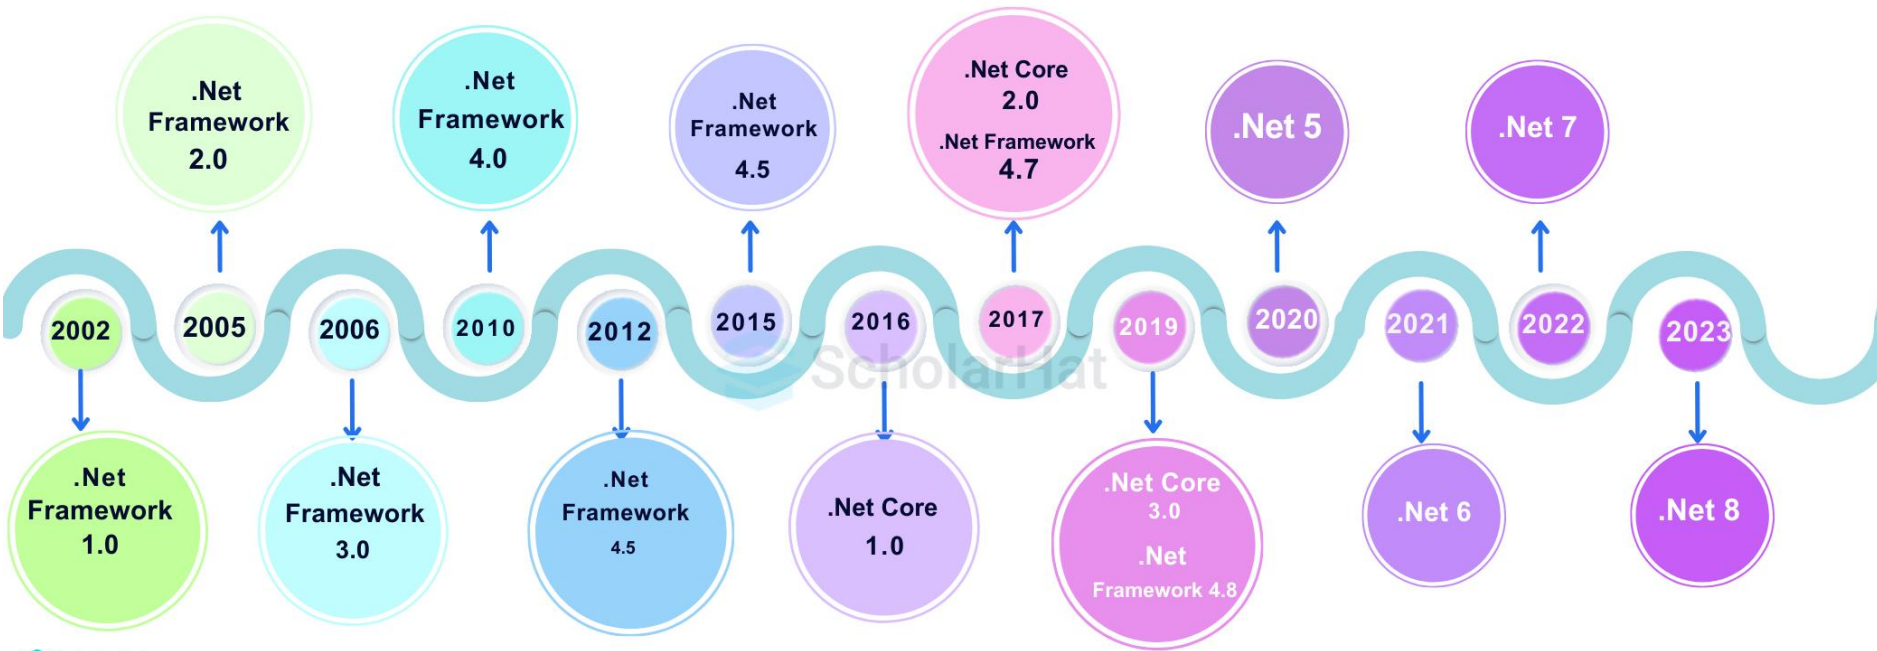 .Net
Framework
2.0
.Net
Framework
4.0
.Net
Framework
4.5
.Net Core
2.0
.Net Framework
4.7
.Net 5
.Net 7
2002
2005
2006
2010
2012
2015
2016
2017
2019
2020
2021
2022
2023
ScholarHat
.Net
Framework
1.0
.Net
Framework
3.0
.Net
Framework
4.5
.Net Core
1.0
.Net Core
3.0
.Net
Framework 4.8
.Net 6
.Net 8